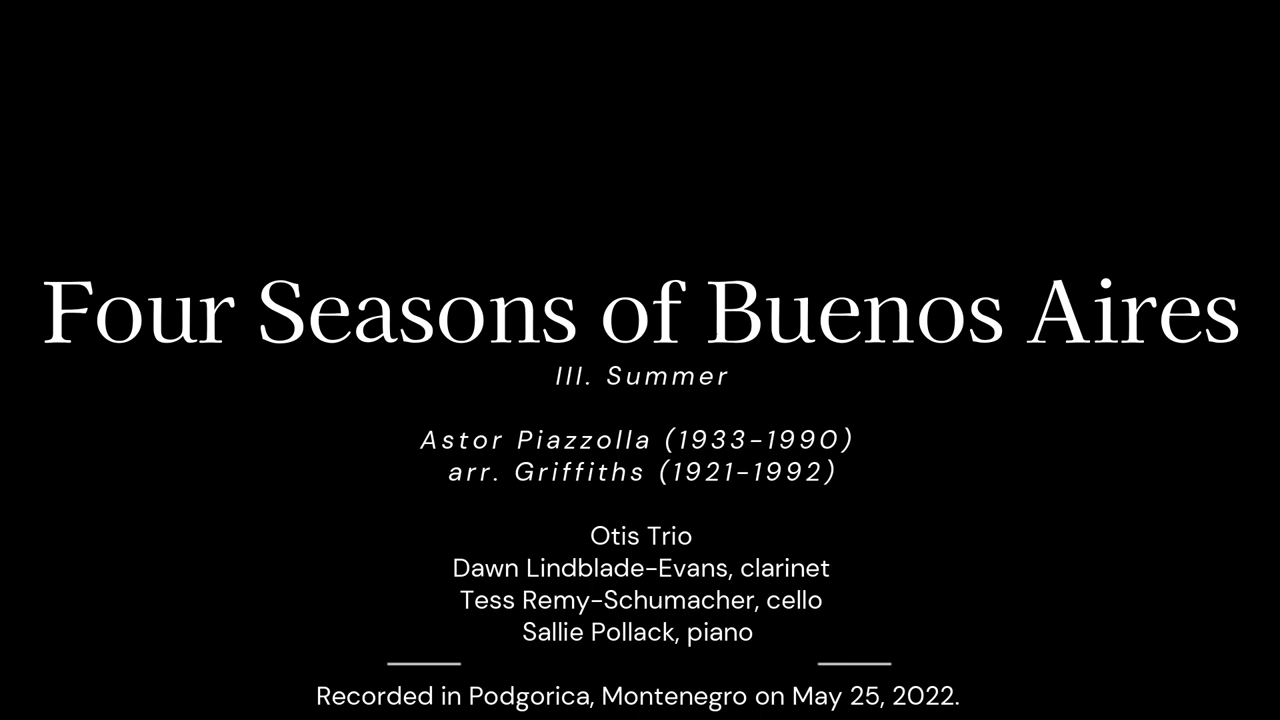 Four Seasons of Buenos Aires
III. Summer
Astor Piazzolla (1933-1990)
arr. Griffiths (1921-1992)
Otis Trio
Dawn Lindblade-Evans, clarinet
Tess Remy-Schumacher, cello
Sallie Pollack, piano
Recorded in Podgorica, Montenegro on May 25, 2022.